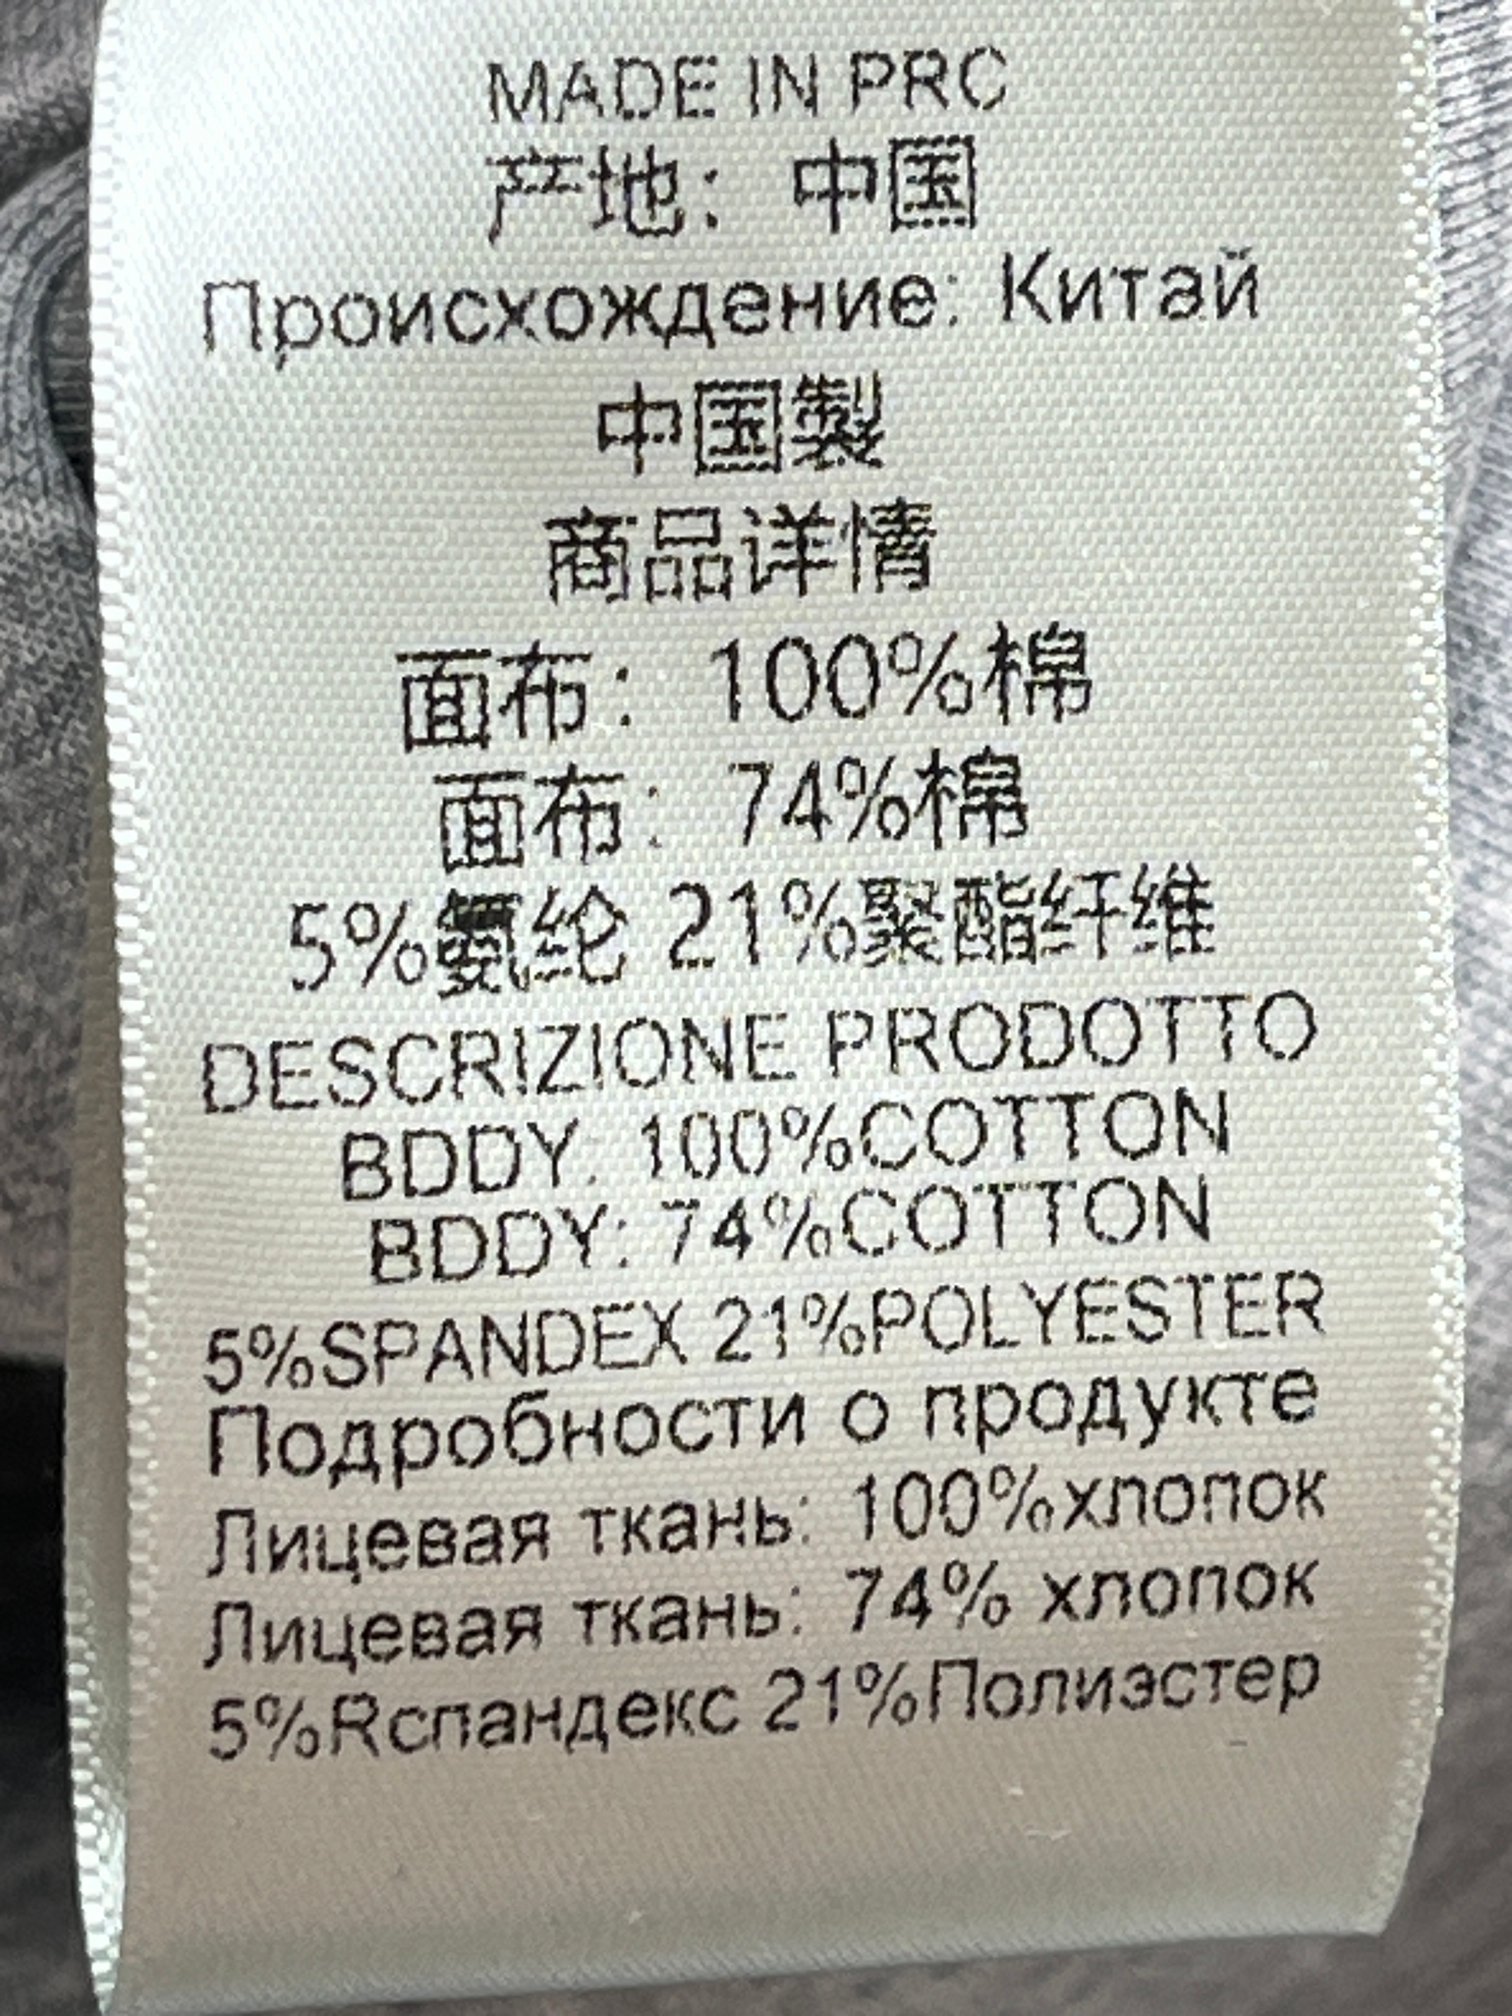 MADE IN PRC
产地: 中国
Происхождение: Китай
中国製
商品详情
面布: 100%棉
面布: 74%棉
5%氨纶 21%聚酯纤维
DESCRIZIONE PRODOTTO
BDDY: 100%COTTON
BDDY: 74%COTTON
5%SPANDEX 21%POLYESTER
Подробности о продукте
Лицевая ткань: 100%хлопок
Лицевая ткань: 74% хлопок
5%Rспандекс 21%Полиэстер